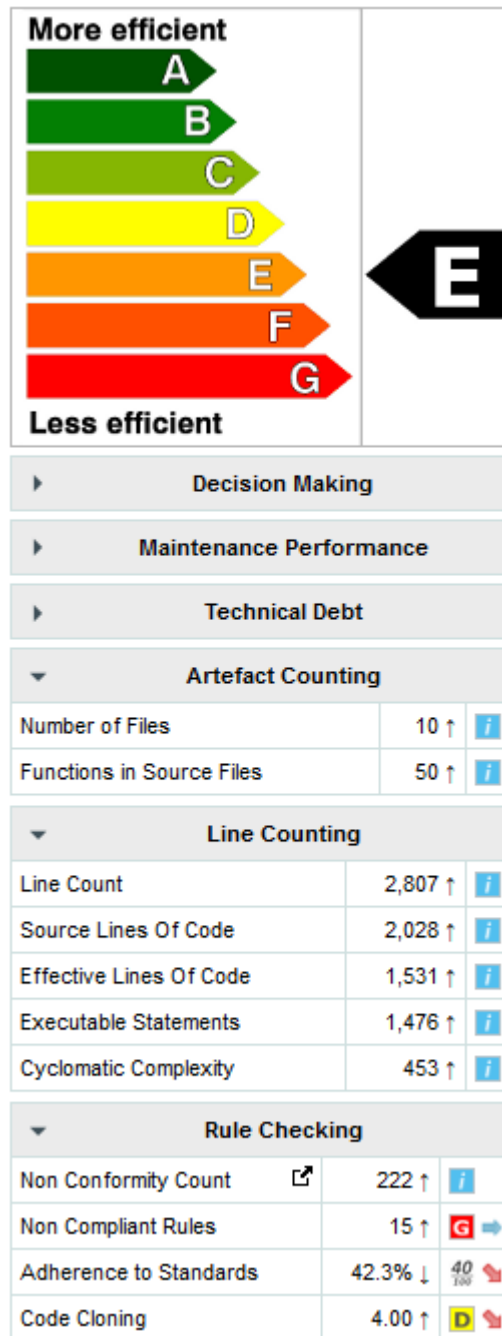 More efficient
A
B
C
D
E
E
F
G
Less efficient
Decision Making
Maintenance Performance
Technical Debt
Artefact Counting
Number of Files 10 ↑ i
Functions in Source Files 50 ↑ i
Line Counting
Line Count 2,807 ↑ i
Source Lines Of Code 2,028 ↑ i
Effective Lines Of Code 1,531 ↑ i
Executable Statements 1,476 ↑ i
Cyclomatic Complexity 453 ↑ i
Rule Checking
Non Conformity Count 222 ↑ i
Non Compliant Rules 15 ↑ G
Adherence to Standards 42.3% ↓ 40/100
Code Cloning 4.00 ↑ D